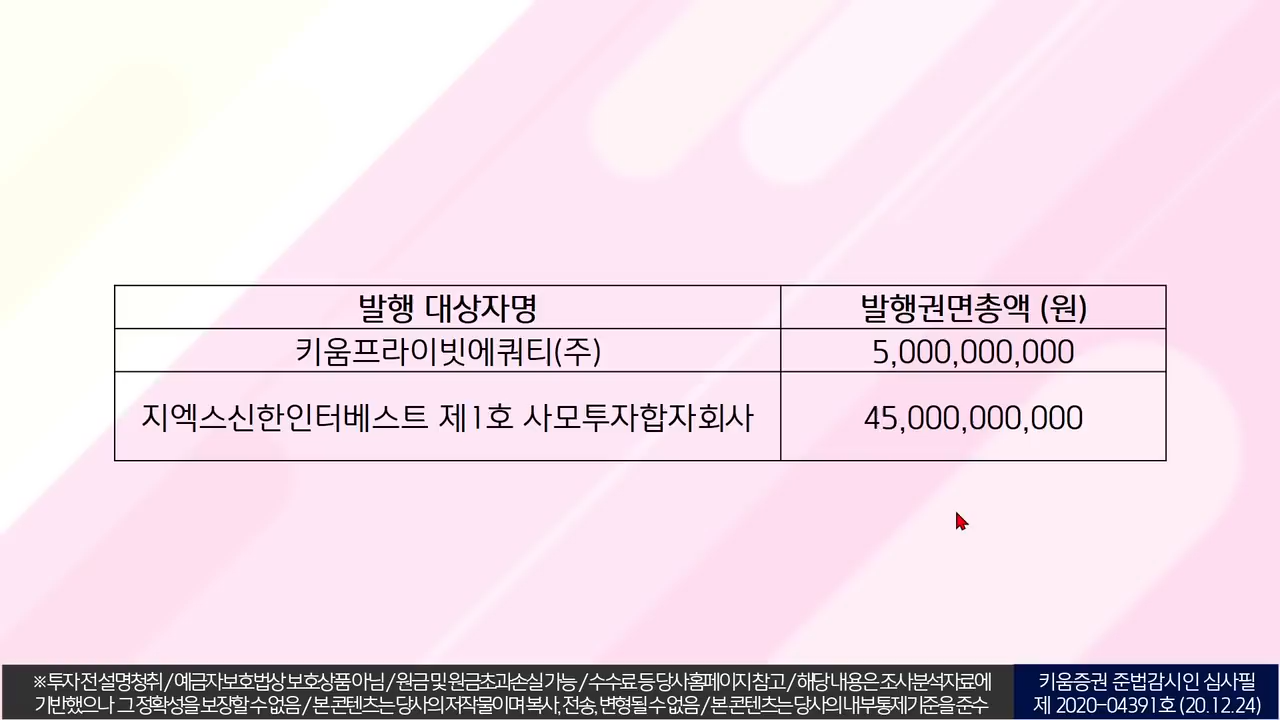 발행 대상자명 발행권면총액 (원)
키움프라이빗에쿼티(주) 5,000,000,000
지엑스신한인터베스트 제1호 사모투자합자회사 45,000,000,000
※투자 전 설명청취 / 예금자보호법상 보호상품 아님 / 원금 및 원금초과손실 가능 / 수수료 등 당사홈페이지 참고 / 해당 내용은 조사분석자료에
기반했으나 그 정확성을 보장할 수 없음 / 본 콘텐츠는 당사의 저작물이며 복사, 전송, 변형될 수 없음 / 본 콘텐츠는 당사의 내부통제기준을 준수
키움증권 준법감시인 심사필
제 2020-04391호 (20.12.24)